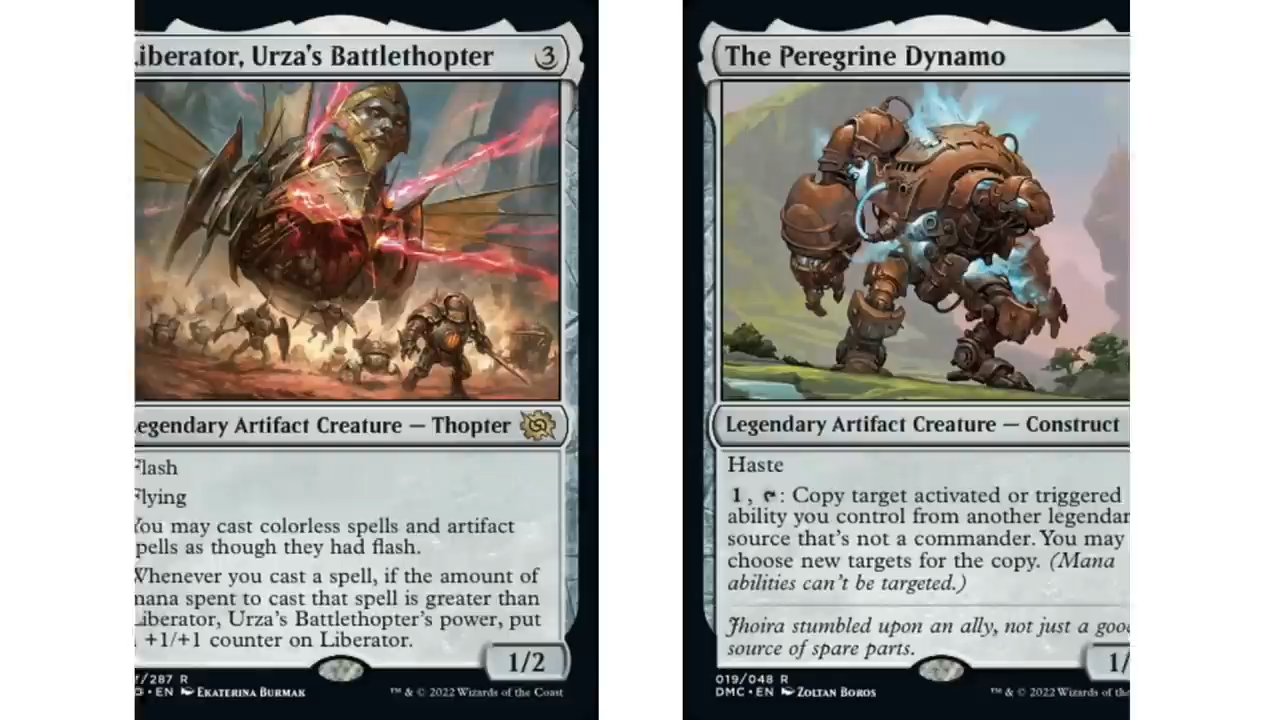 Liberator, Urza's Battlethopter 3
Legendary Artifact Creature — Thopter
Flash
Flying
You may cast colorless spells and artifact
spells as though they had flash.
Whenever you cast a spell, if the amount of
mana spent to cast that spell is greater than
Liberator, Urza's Battlethopter's power, put
+1/+1 counter on Liberator.
1/2
/287 R
• EN EKATERINA BURMAK
™ & © 2022 Wizards of the Coast
The Peregrine Dynamo
Legendary Artifact Creature — Construct
Haste
1, : Copy target activated or triggered
ability you control from another legendar
source that's not a commander. You may
choose new targets for the copy. (Mana
abilities can't be targeted.)
Jhoira stumbled upon an ally, not just a goo
source of spare parts.
1/
019/048 R
DMC • EN ZOLTAN BOROS
™ & © 2022 Wizards of the